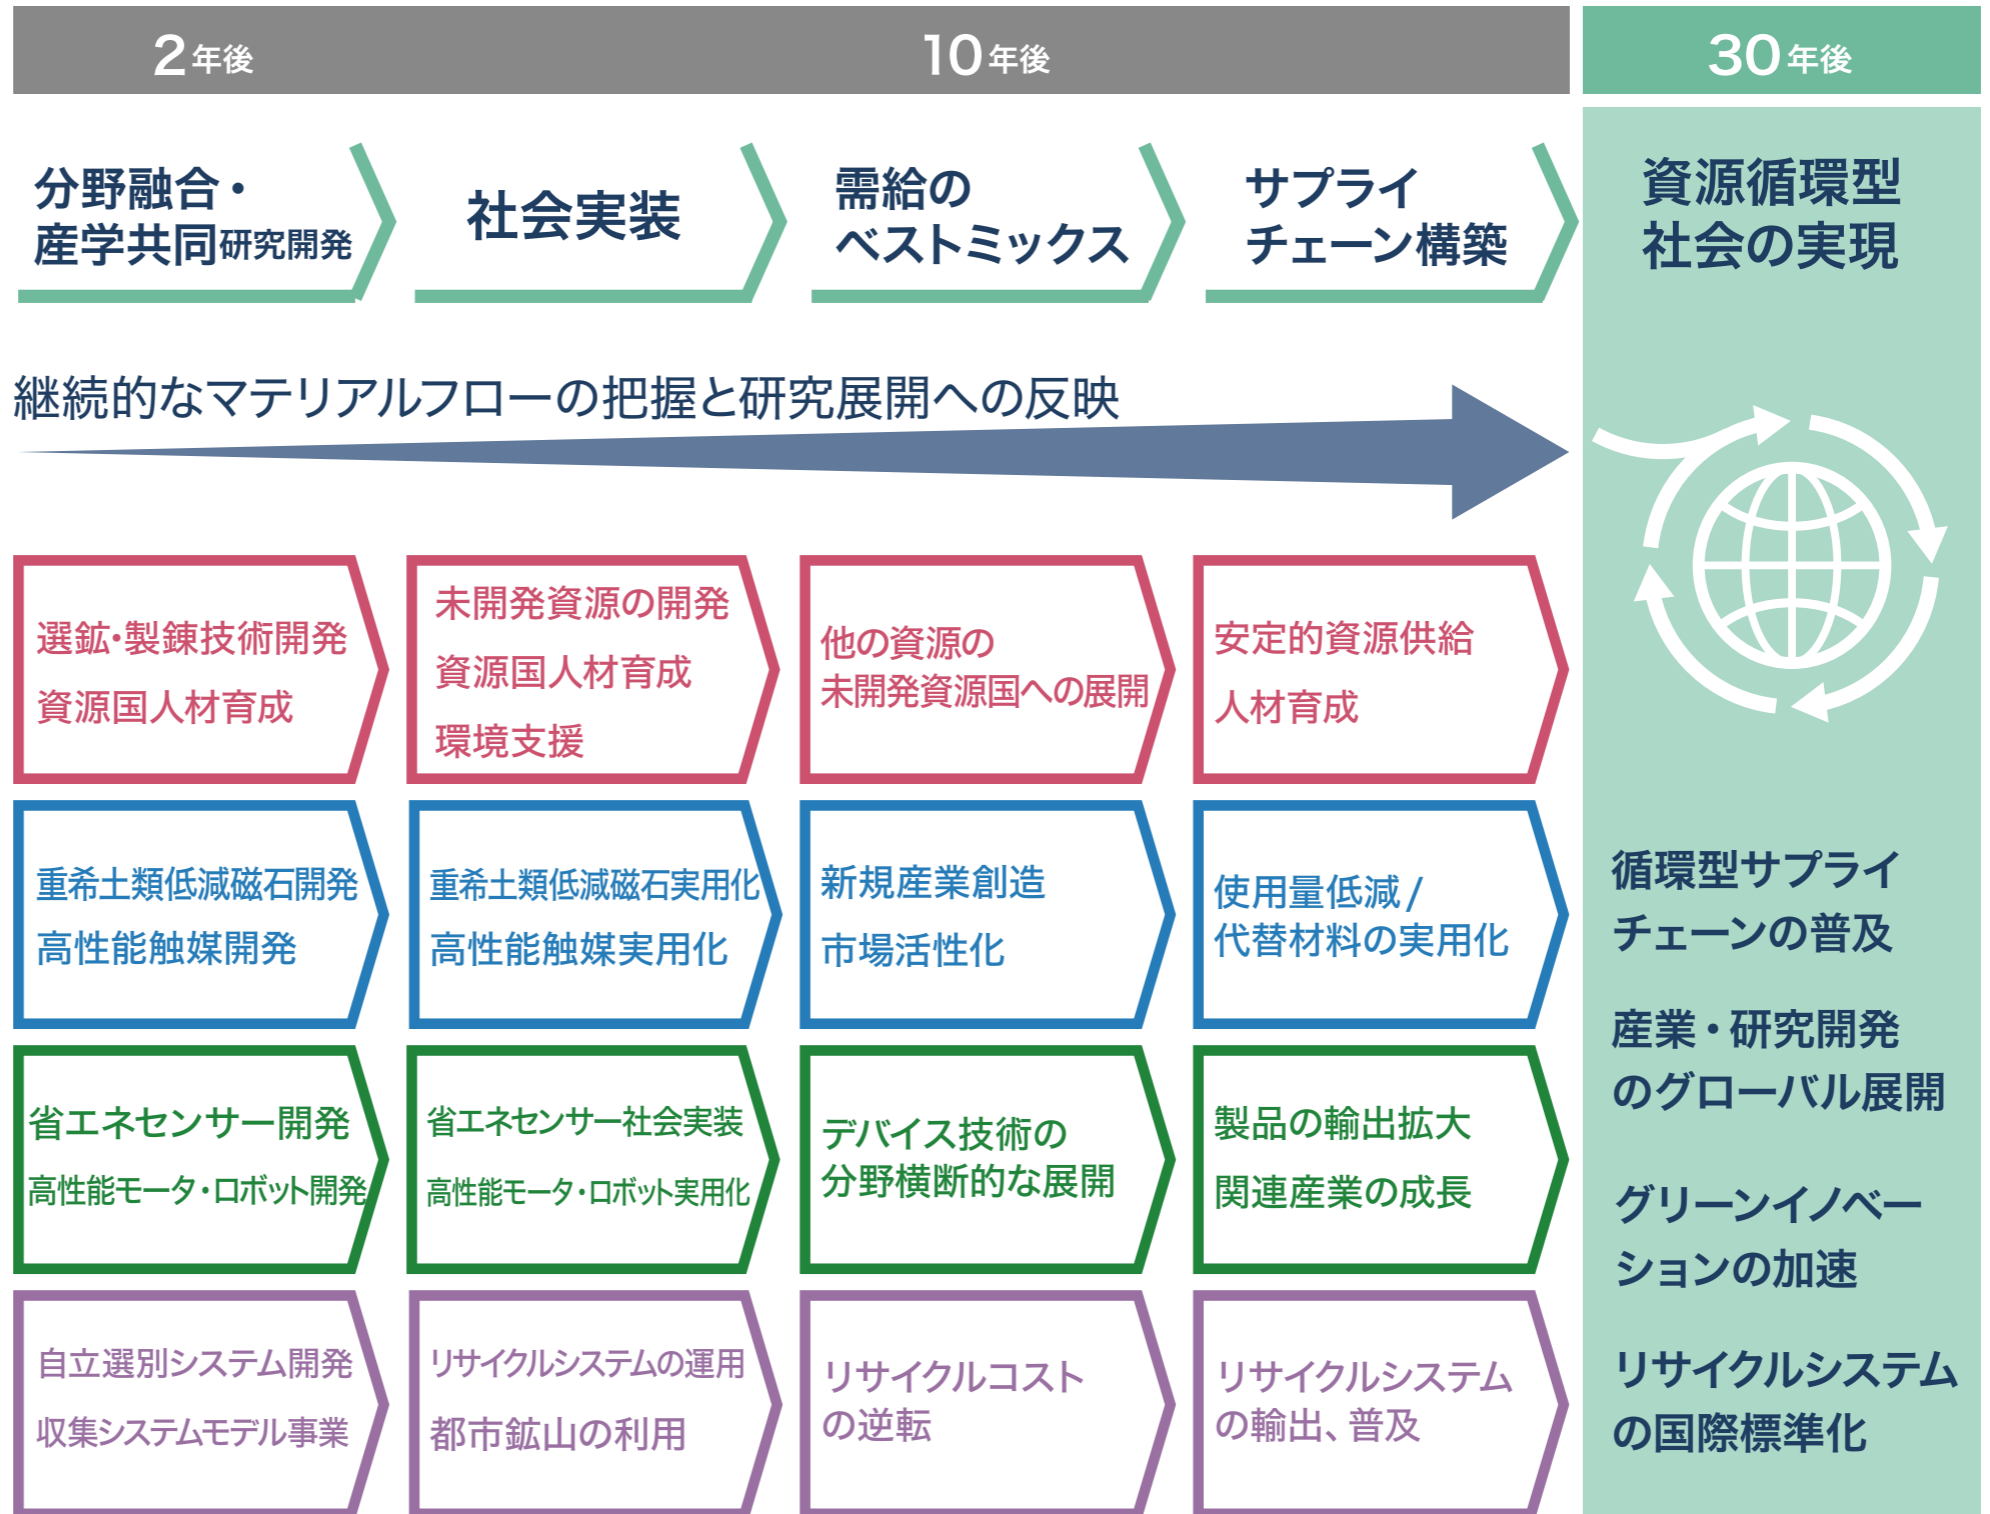 2年後
10年後
30年後
分野融合・
産学共同研究開発
社会実装
需給の
ベストミックス
サプライ
チェーン構築
資源循環型
社会の実現
継続的なマテリアルフローの把握と研究展開への反映
選鉱・製錬技術開発
資源国人材育成
未開発資源の開発
資源国人材育成
環境支援
他の資源の
未開発資源国への展開
安定的資源供給
人材育成
重希土類低減磁石開発
高性能触媒開発
重希土類低減磁石実用化
高性能触媒実用化
新規産業創造
市場活性化
使用量低減/
代替材料の実用化
省エネセンサー開発
高性能モータ・ロボット開発
省エネセンサー社会実装
高性能モータ・ロボット実用化
デバイス技術の
分野横断的な展開
製品の輸出拡大
関連産業の成長
自立選別システム開発
収集システムモデル事業
リサイクルシステムの運用
都市鉱山の利用
リサイクルコスト
の逆転
リサイクルシステム
の輸出、普及
循環型サプライ
チェーンの普及
産業・研究開発
のグローバル展開
グリーンイノベー
ションの加速
リサイクルシステム
の国際標準化